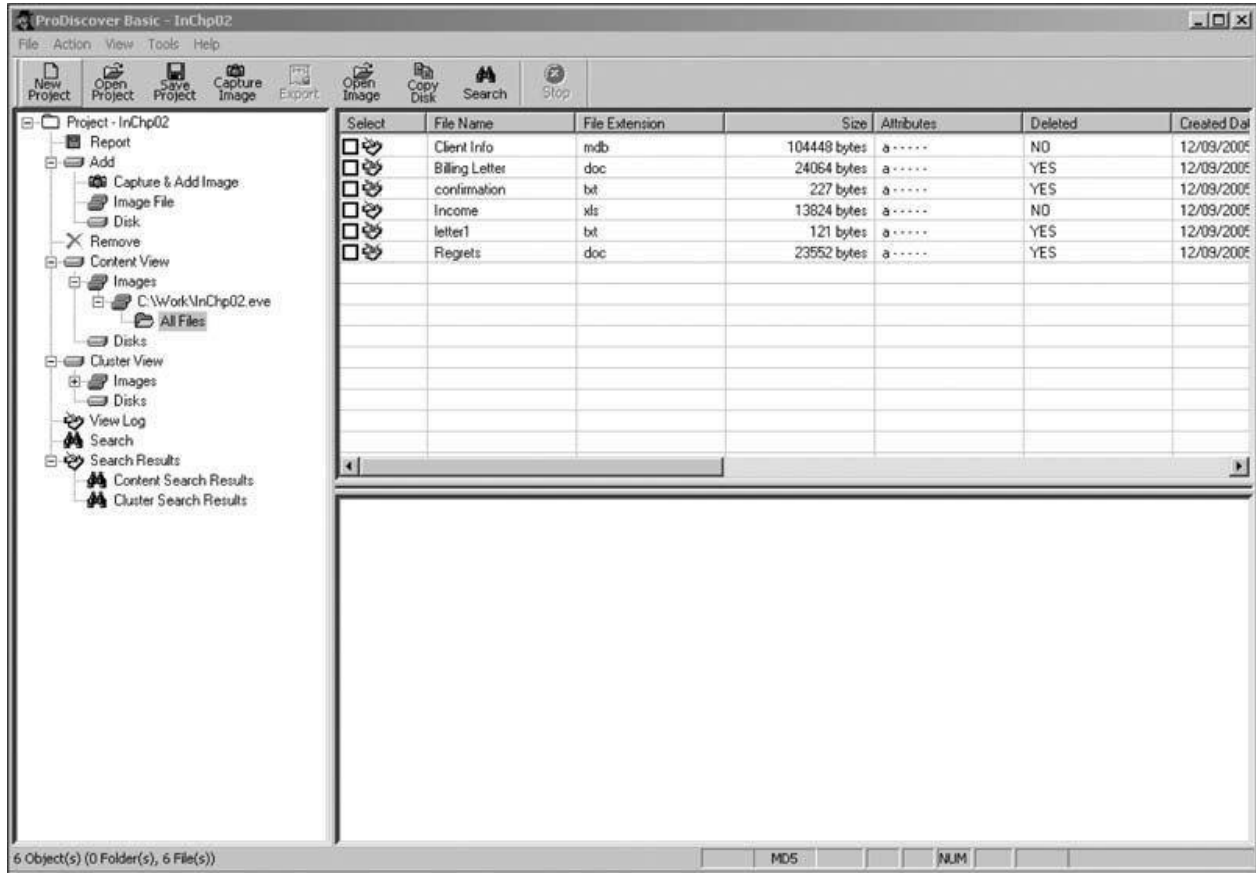 ProDiscover Basic - InChp02
File Action View Tools Help
New Project Open Project Save Project Capture Image Export Open Image Copy Disk Search Stop
Project - InChp02
Report
Add
Capture & Add Image
Image File
Disk
Remove
Content View
Images
C:\Work\InChp02.eve
All Files
Disks
Cluster View
Images
Disks
View Log
Search
Search Results
Content Search Results
Cluster Search Results
Select File Name File Extension Size Attributes Deleted Created Dat
Client Info mdb 104448 bytes a - - - - - NO 12/09/2005
Billing Letter doc 24064 bytes a - - - - - YES 12/09/2005
confirmation txt 227 bytes a - - - - - YES 12/09/2005
Income xls 13824 bytes a - - - - - NO 12/09/2005
letter1 txt 121 bytes a - - - - - YES 12/09/2005
Regrets doc 23552 bytes a - - - - - YES 12/09/2005
6 Object(s) (0 Folder(s), 6 File(s)) MD5 NUM